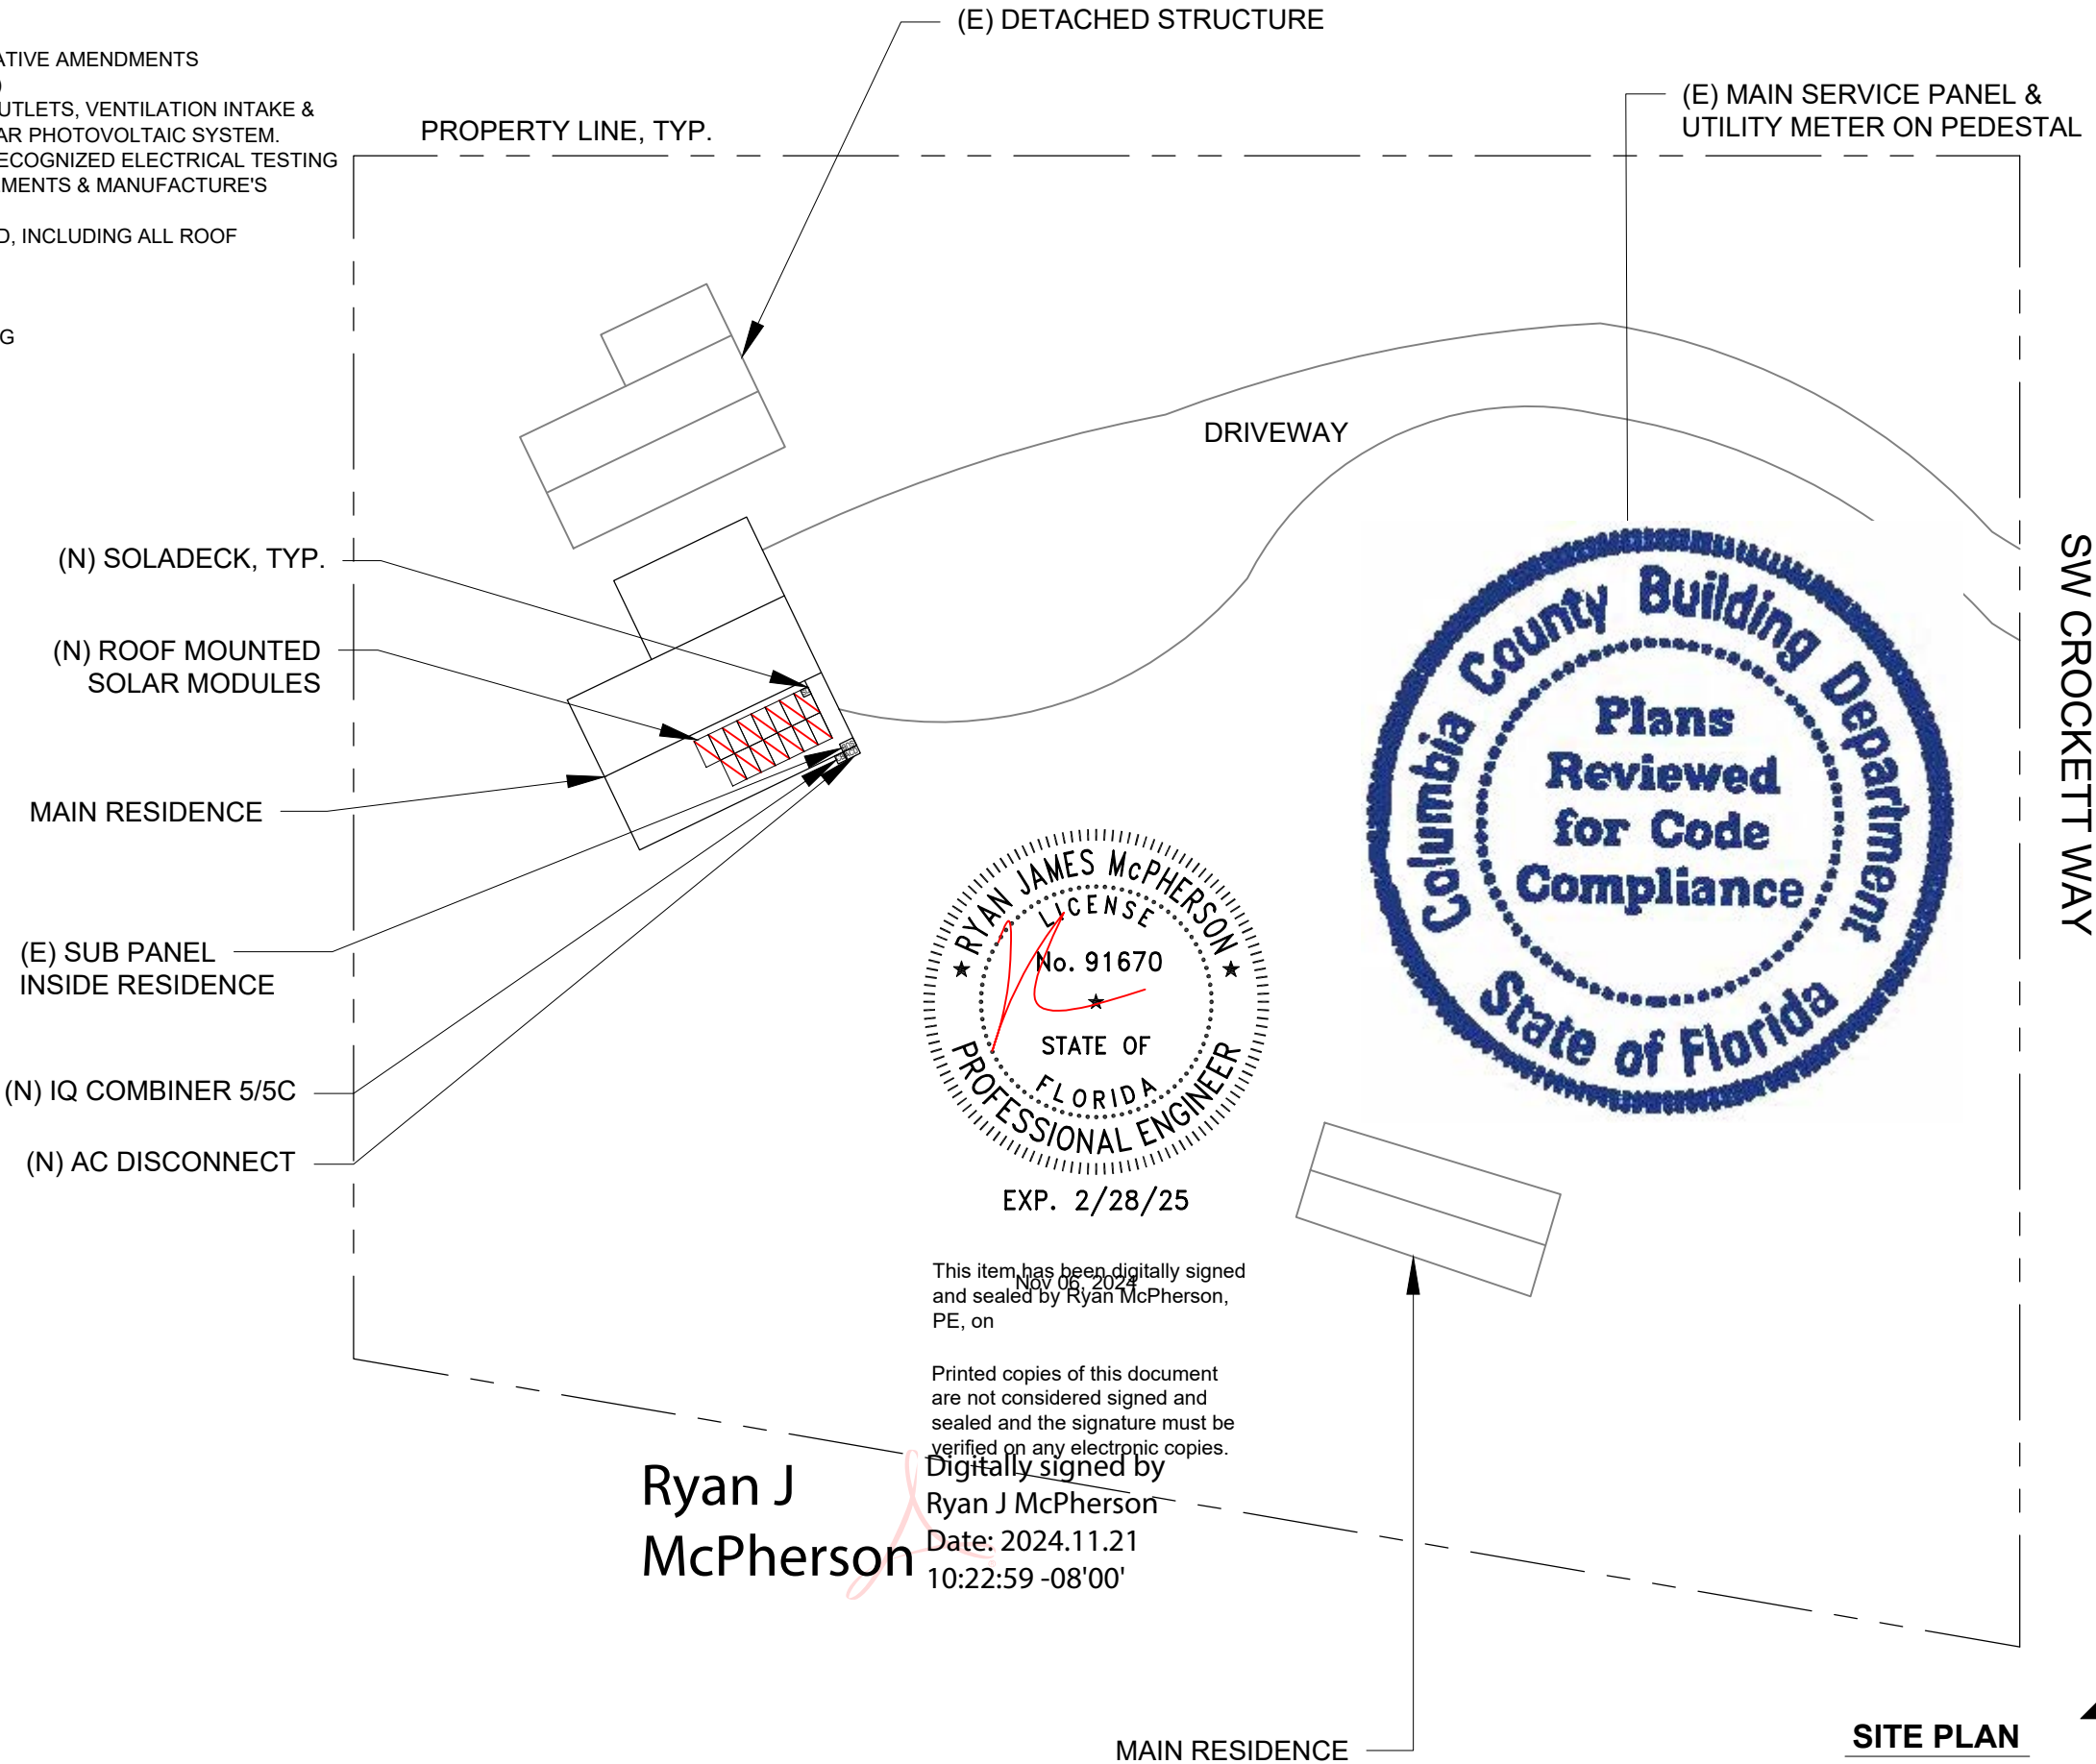 (E) DETACHED STRUCTURE
ATIVE AMENDMENTS
)
UTLETS, VENTILATION INTAKE &
AR PHOTOVOLTAIC SYSTEM.
ECOGNIZED ELECTRICAL TESTING
EMENTS & MANUFACTURE'S
D, INCLUDING ALL ROOF
G
PROPERTY LINE, TYP.
(E) MAIN SERVICE PANEL &
UTILITY METER ON PEDESTAL
DRIVEWAY
SW CROCKETT WAY
(N) SOLADECK, TYP.
(N) ROOF MOUNTED
SOLAR MODULES
MAIN RESIDENCE
(E) SUB PANEL
INSIDE RESIDENCE
(N) IQ COMBINER 5/5C
(N) AC DISCONNECT
Columbia County Building Department
Plans
Reviewed
for Code
Compliance
State of Florida
RYAN JAMES McPHERSON
LICENSE
No. 91670
STATE OF
FLORIDA
PROFESSIONAL ENGINEER
EXP. 2/28/25
This item has been digitally signed
Nov 06, 2024
and sealed by Ryan McPherson,
PE, on
Printed copies of this document
are not considered signed and
sealed and the signature must be
verified on any electronic copies.
Ryan J
McPherson
Digitally signed by
Ryan J McPherson
Date: 2024.11.21
10:22:59 -08'00'
MAIN RESIDENCE
SITE PLAN